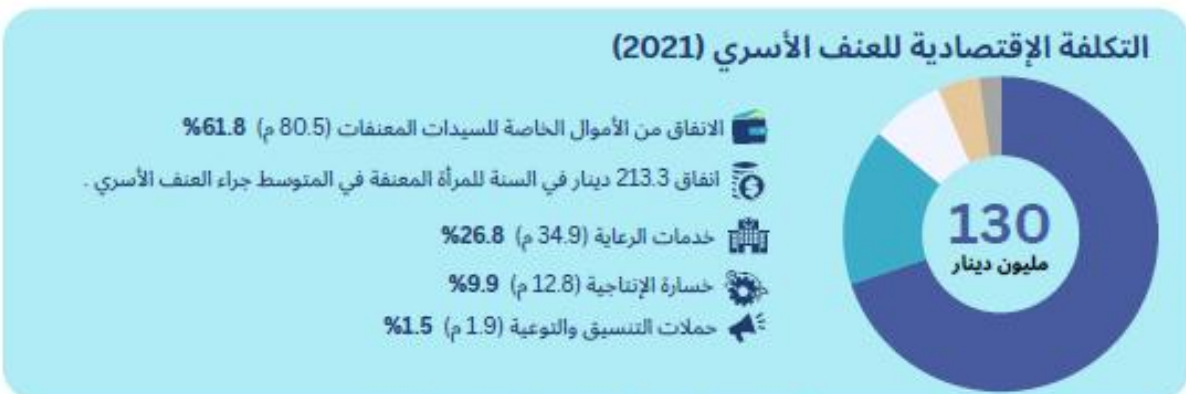 التكلفة الإقتصادية للعنف الأسري (2021)
الانفاق من الأموال الخاصة للسيدات المعنفات (80.5 م) 61.8%
انفاق 213.3 دينار في السنة للمرأة المعنفة في المتوسط جراء العنف الأسري .
خدمات الرعاية (34.9 م) 26.8%
خسارة الإنتاجية (12.8 م) 9.9%
حملات التنسيق والتوعية (1.9 م) 1.5%
130
مليون دينار